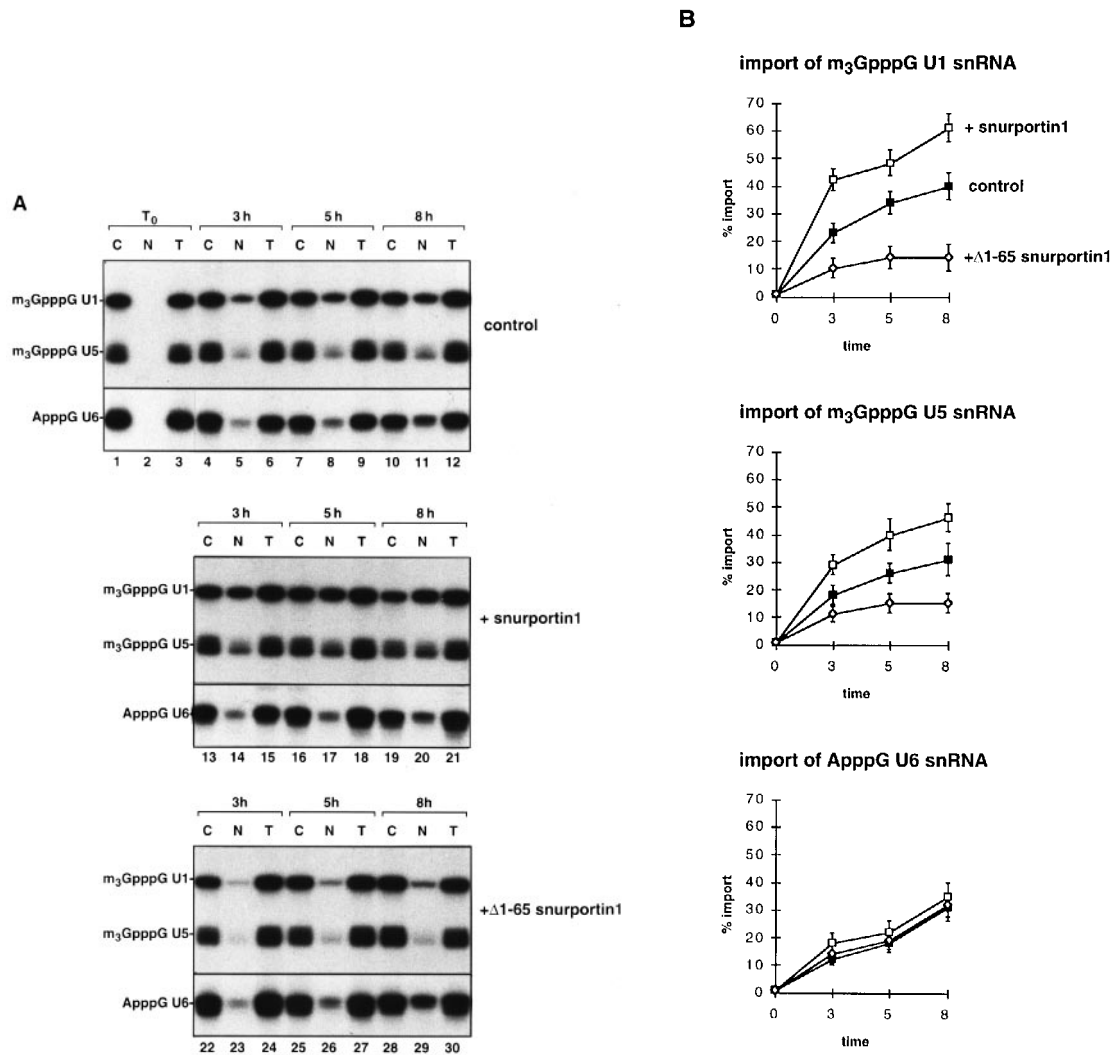 A
T0 3 h 5 h 8 h
C N T C N T C N T C N T
m3GpppG U1
m3GpppG U5
ApppG U6
control
1 2 3 4 5 6 7 8 9 10 11 12
3h 5h 8h
C N T C N T C N T
m3GpppG U1
m3GpppG U5
ApppG U6
+ snurportin1
13 14 15 16 17 18 19 20 21
3h 5h 8h
C N T C N T C N T
m3GpppG U1
m3GpppG U5
ApppG U6
+Δ1-65 snurportin1
22 23 24 25 26 27 28 29 30
B
import of m3GpppG U1 snRNA
70
60
50
40
30
20
10
0
% import
+ snurportin1
control
+Δ1-65 snurportin1
0 3 5 8
time
import of m3GpppG U5 snRNA
70
60
50
40
30
20
10
0
% import
0 3 5 8
time
import of ApppG U6 snRNA
70
60
50
40
30
20
10
0
% import
0 3 5 8
time